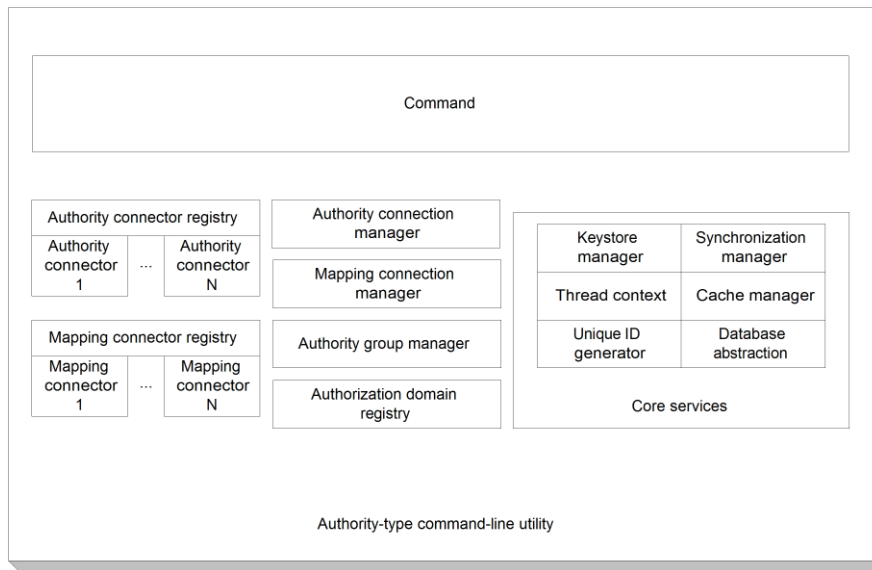 Command
Authority connector registry
Authority
connector
1
...
Authority
connector
N
Authority connection
manager
Mapping connection
manager
Mapping connector registry
Mapping
connector
1
...
Mapping
connector
N
Authority group manager
Authorization domain
registry
Keystore
manager
Synchronization
manager
Thread context
Cache manager
Unique ID
generator
Database
abstraction
Core services
Authority-type command-line utility